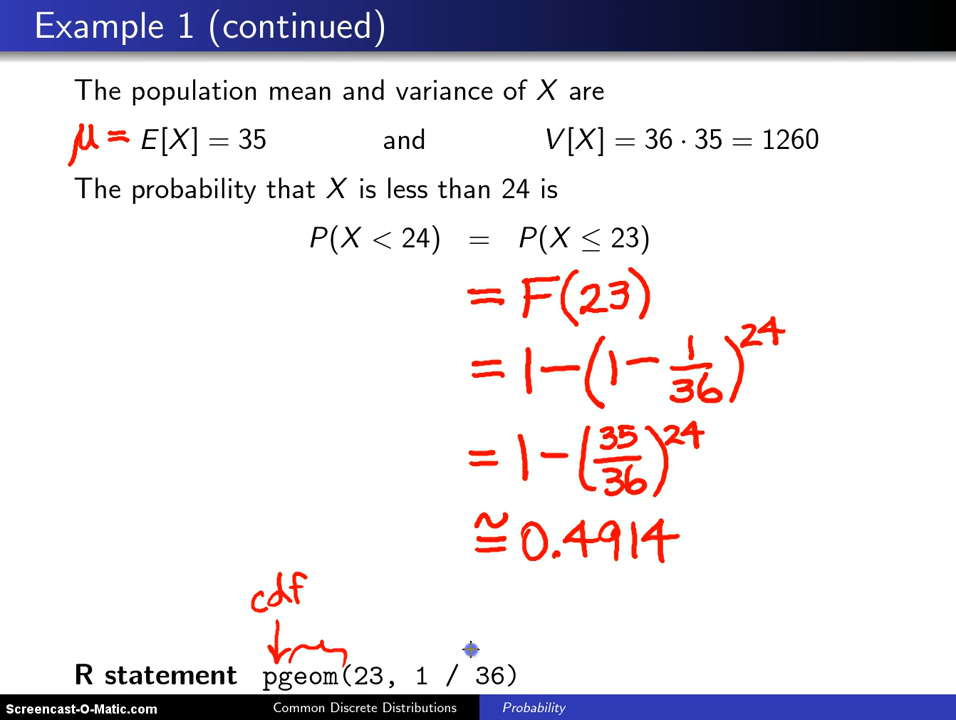 Example 1 (continued)
The population mean and variance of X are
μ = E[X] = 35 and V[X] = 36 · 35 = 1260
The probability that X is less than 24 is
P(X < 24) = P(X ≤ 23)
= F(23)
= 1 − (1 − 1/36)^24
= 1 − (35/36)^24
≅ 0.4914
cdf
R statement pgeom(23, 1 / 36)
Screencast-O-Matic.com Common Discrete Distributions Probability